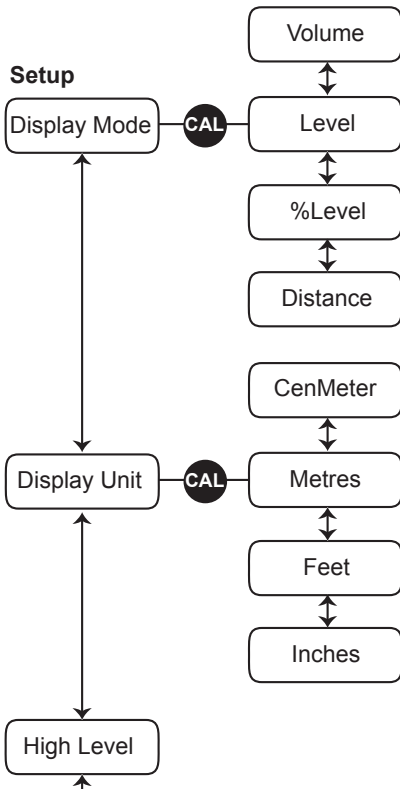 Setup
Display Mode
CAL
Volume
Level
%Level
Distance
Display Unit
CAL
CenMeter
Metres
Feet
Inches
High Level